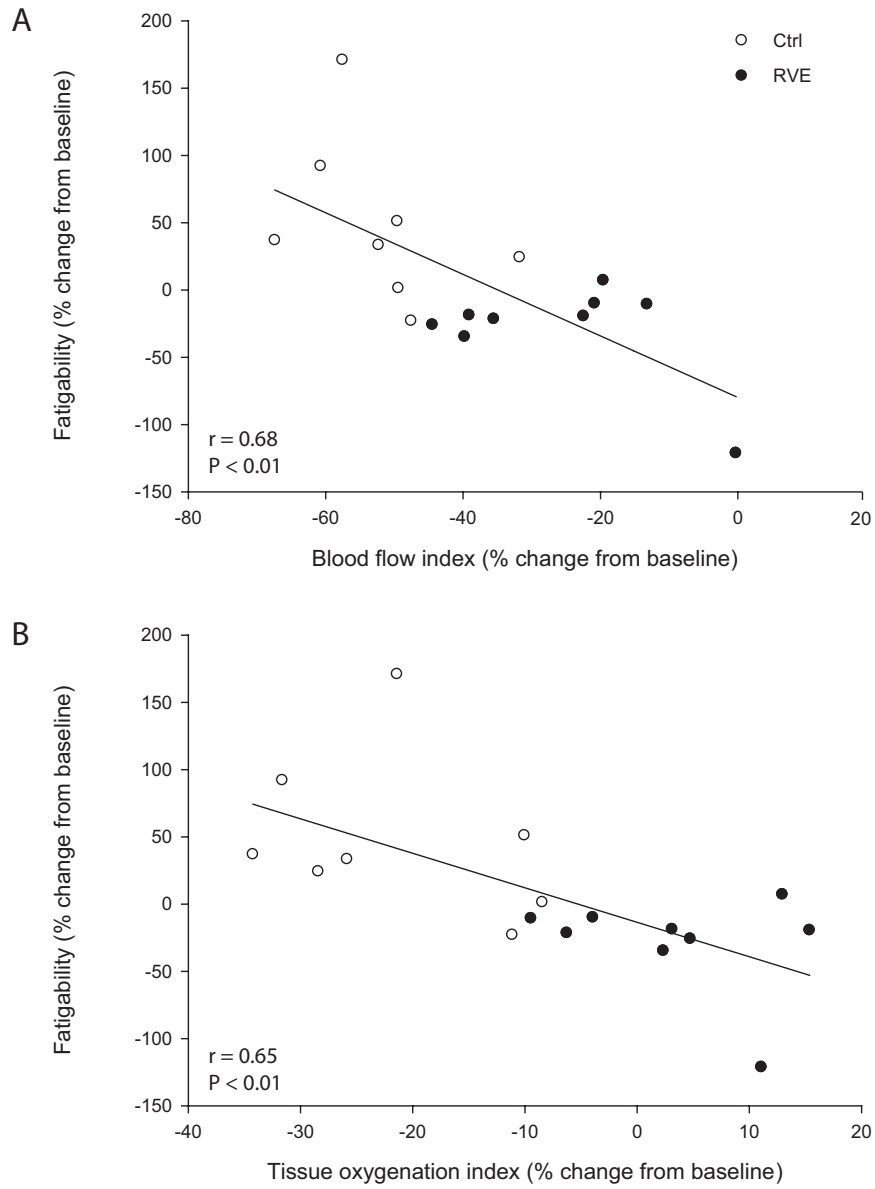 A
Fatigability (% change from baseline)
200
150
100
50
0
-50
-100
-150
Ctrl
RVE
r = 0.68
P < 0.01
-80 -60 -40 -20 0 20
Blood flow index (% change from baseline)
B
Fatigability (% change from baseline)
200
150
100
50
0
-50
-100
-150
r = 0.65
P < 0.01
-40 -30 -20 -10 0 10 20
Tissue oxygenation index (% change from baseline)